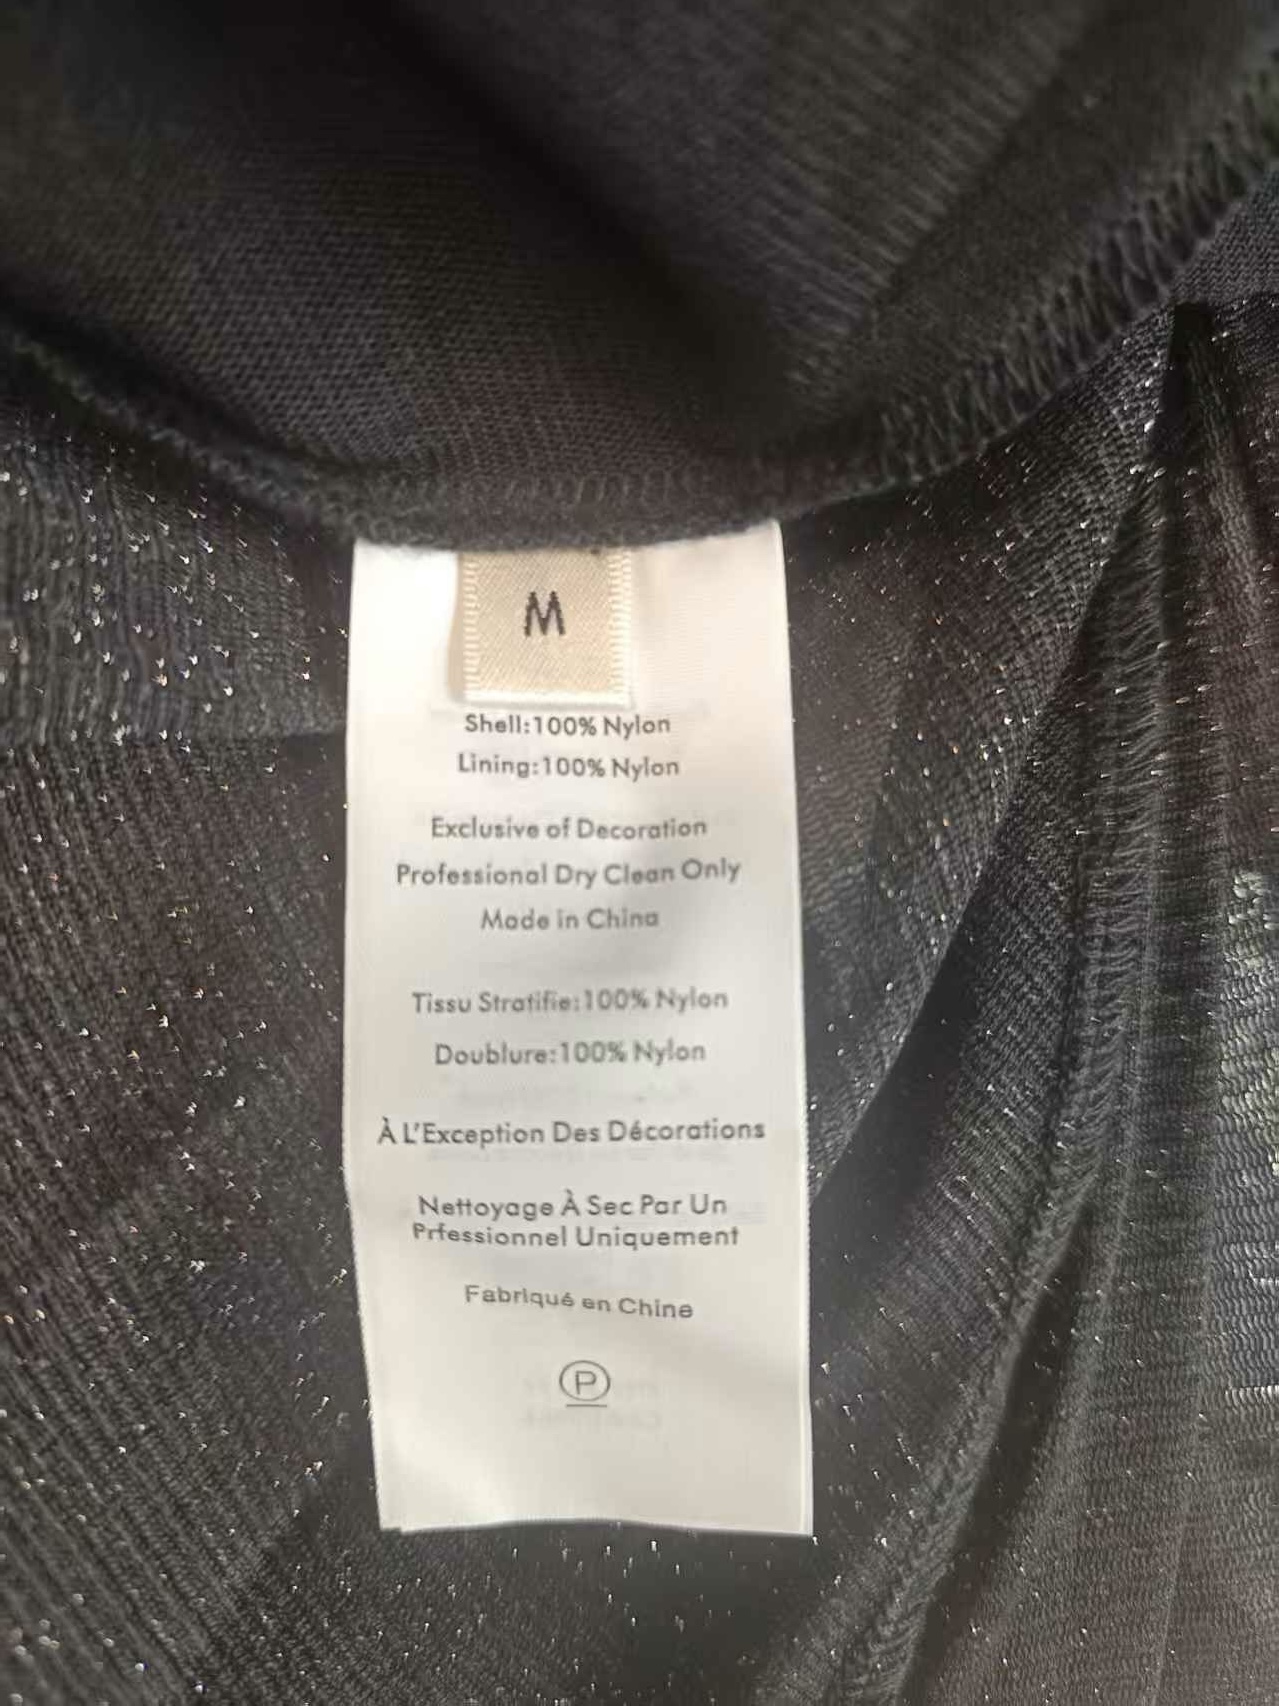 M
Shell:100% Nylon
Lining:100% Nylon
Exclusive of Decoration
Professional Dry Clean Only
Made in China
Tissu Stratifie:100% Nylon
Doublure:100% Nylon
À L'Exception Des Décorations
Nettoyage À Sec Par Un
Prfessionnel Uniquement
Fabriqué en Chine
P